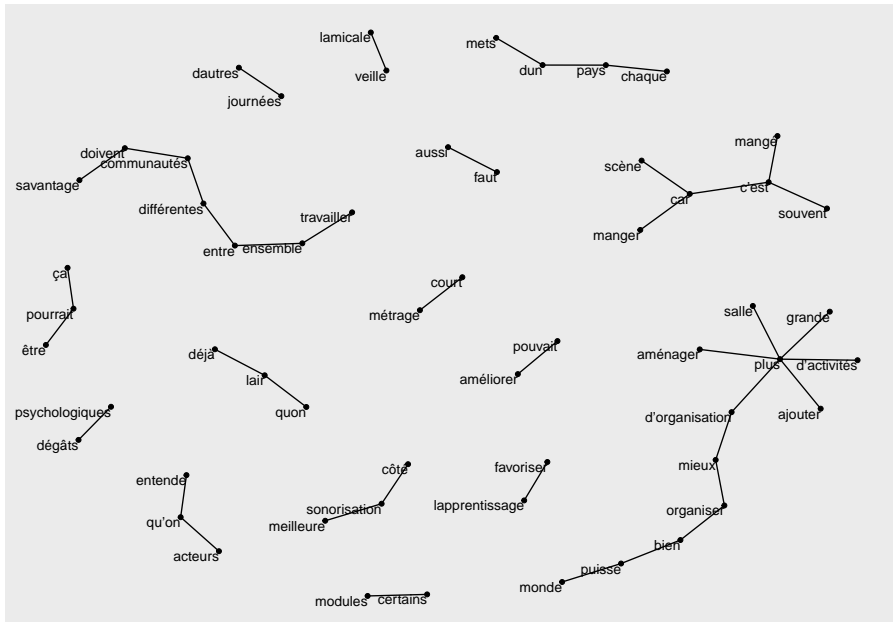 lamicale
mets
dautres
veille
dun
pays
chaque
journées
doivent
communautés
aussi
mangé
scène
savantage
faut
c'est
car
différentes
travailler
souvent
manger
entre
ensemble
ça
court
pourrait
métrage
salle
grande
être
déjà
pouvait
aménager
plus
d'activités
lair
améliorer
psychologiques
quon
d'organisation
ajouter
dégâts
côté
favoriser
mieux
entende
sonorisation
lapprentissage
organiser
qu'on
meilleure
acteurs
bien
puisse
monde
modules
certains